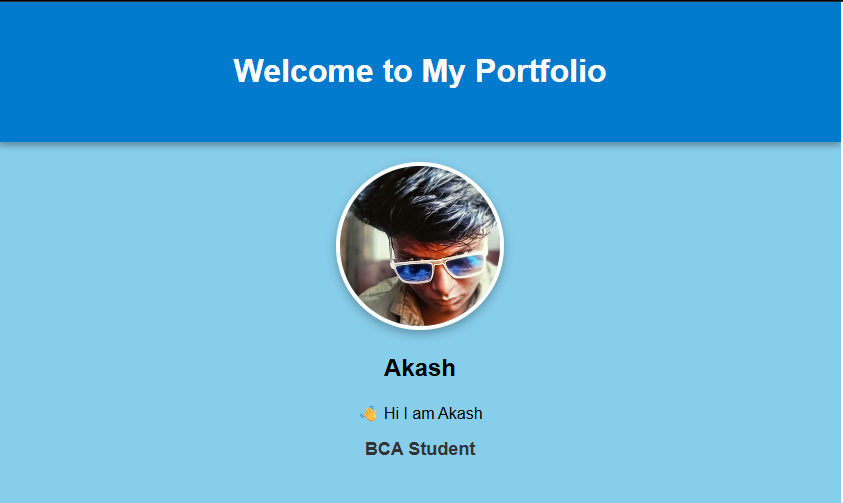 Welcome to My Portfolio
Akash
👋 Hi I am Akash
BCA Student